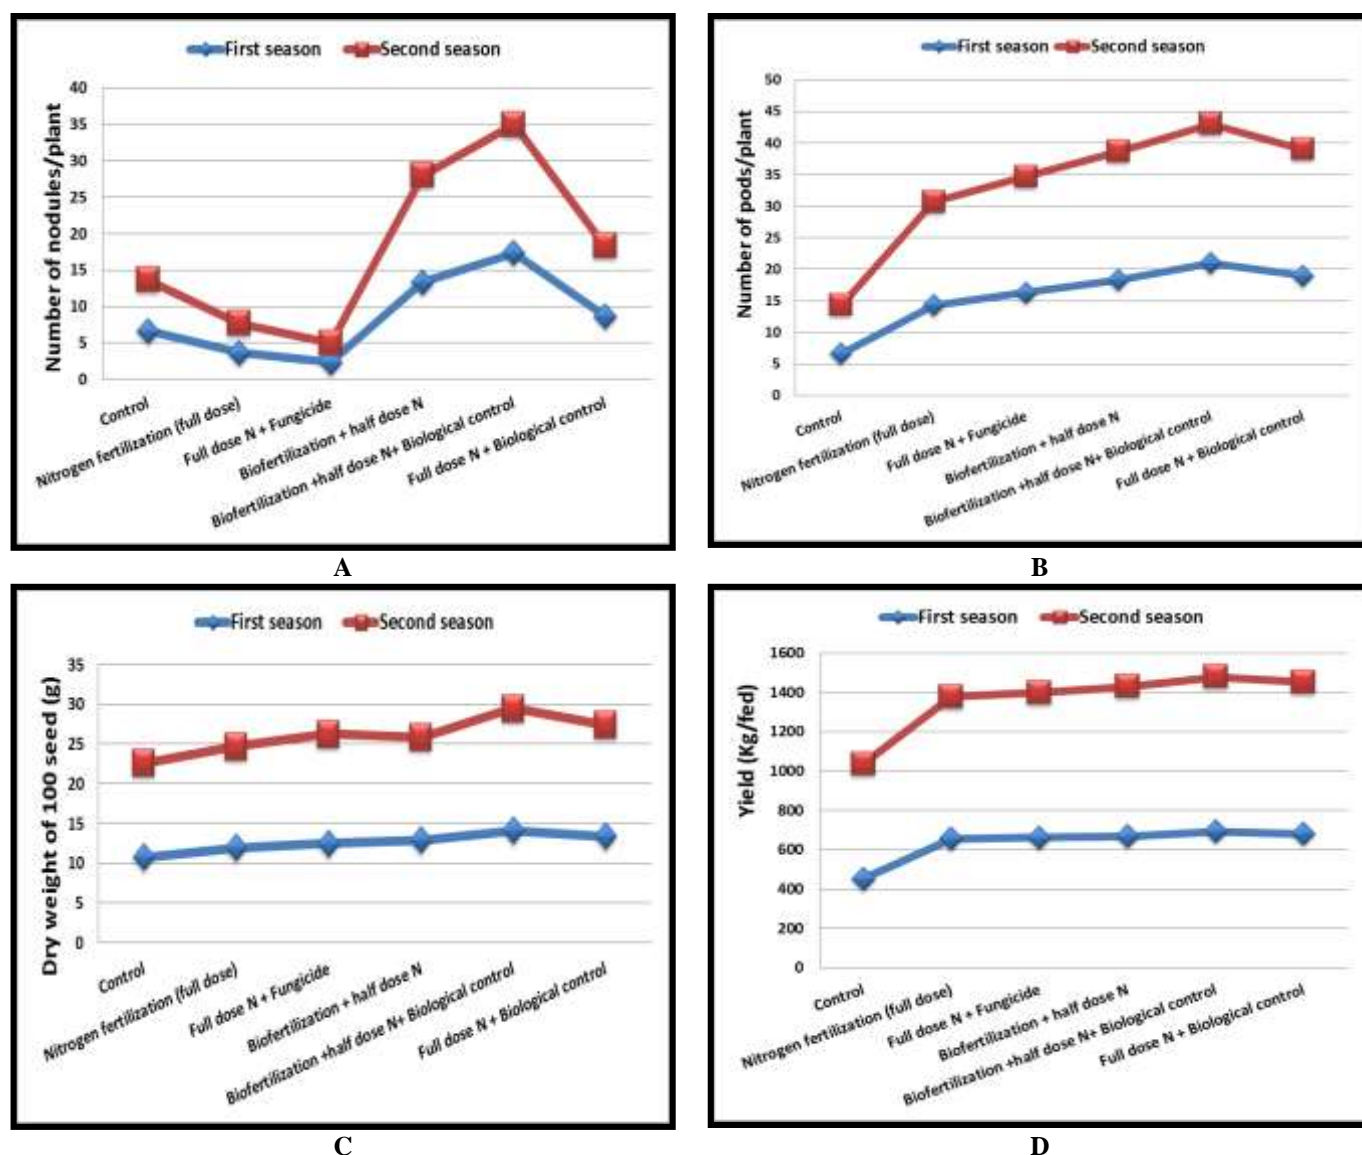 First season Second season
Number of nodules/plant
40
35
30
25
20
15
10
5
0
Control
Nitrogen fertilization (full dose)
Full dose N + Fungicide
Biofertilization + half dose N
Biofertilization +half dose N+ Biological control
Full dose N + Biological control
A
First season Second season
Number of pods/plant
50
45
40
35
30
25
20
15
10
5
0
Control
Nitrogen fertilization (full dose)
Full dose N + Fungicide
Biofertilization + half dose N
Biofertilization +half dose N+ Biological control
Full dose N + Biological control
B
First season Second season
Dry weight of 100 seed (g)
35
30
25
20
15
10
5
0
Control
Nitrogen fertilization (full dose)
Full dose N + Fungicide
Biofertilization + half dose N
Biofertilization +half dose N+ Biological control
Full dose N + Biological control
C
First season Second season
Yield (Kg/fed)
1600
1400
1200
1000
800
600
400
200
0
Control
Nitrogen fertilization (full dose)
Full dose N + Fungicide
Biofertilization + half dose N
Biofertilization +half dose N+ Biological control
Full dose N + Biological control
D